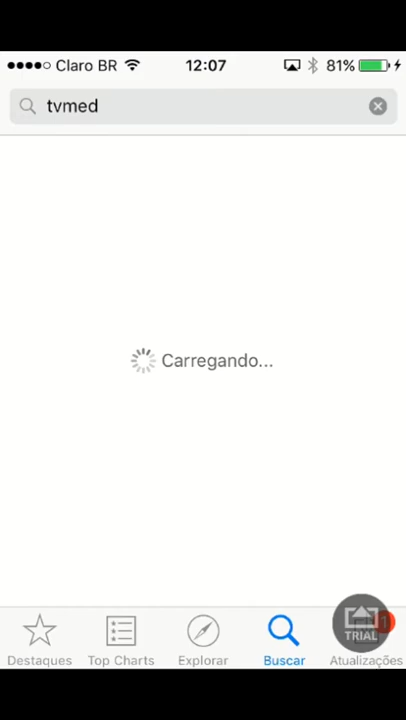 Claro BR 12:07 81%
tvmed
Carregando...
TRIAL
Destaques Top Charts Explorar Buscar Atualizações